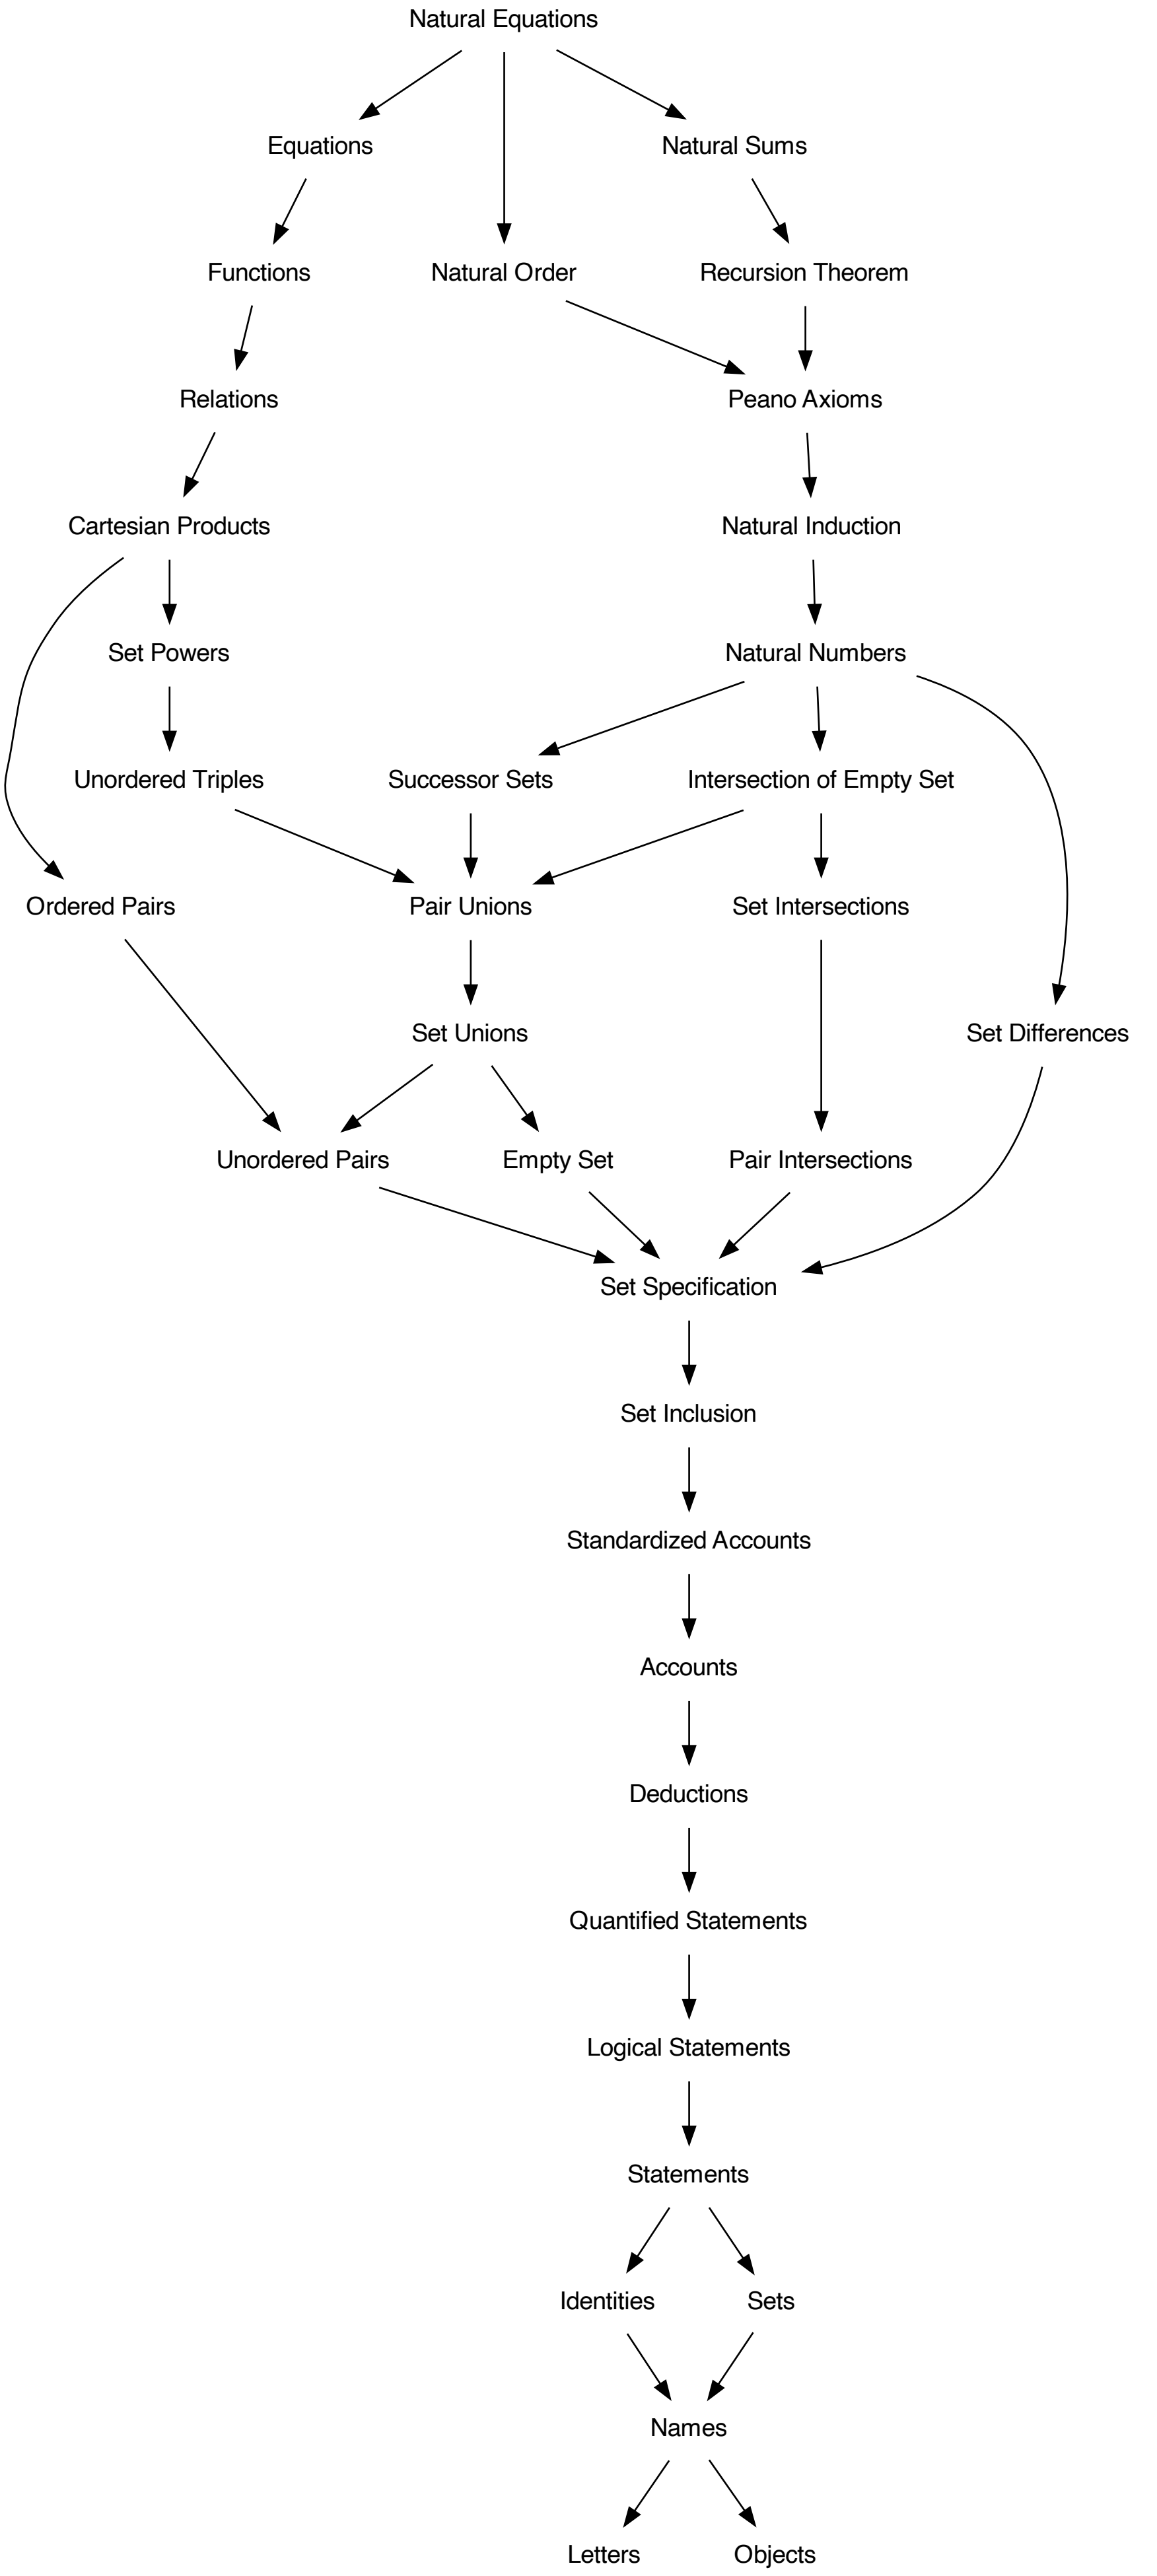 Natural Equations
Equations
Natural Sums
Functions
Natural Order
Recursion Theorem
Relations
Peano Axioms
Cartesian Products
Natural Induction
Set Powers
Natural Numbers
Unordered Triples
Successor Sets
Intersection of Empty Set
Ordered Pairs
Pair Unions
Set Intersections
Set Unions
Set Differences
Unordered Pairs
Empty Set
Pair Intersections
Set Specification
Set Inclusion
Standardized Accounts
Accounts
Deductions
Quantified Statements
Logical Statements
Statements
Identities
Sets
Names
Letters
Objects